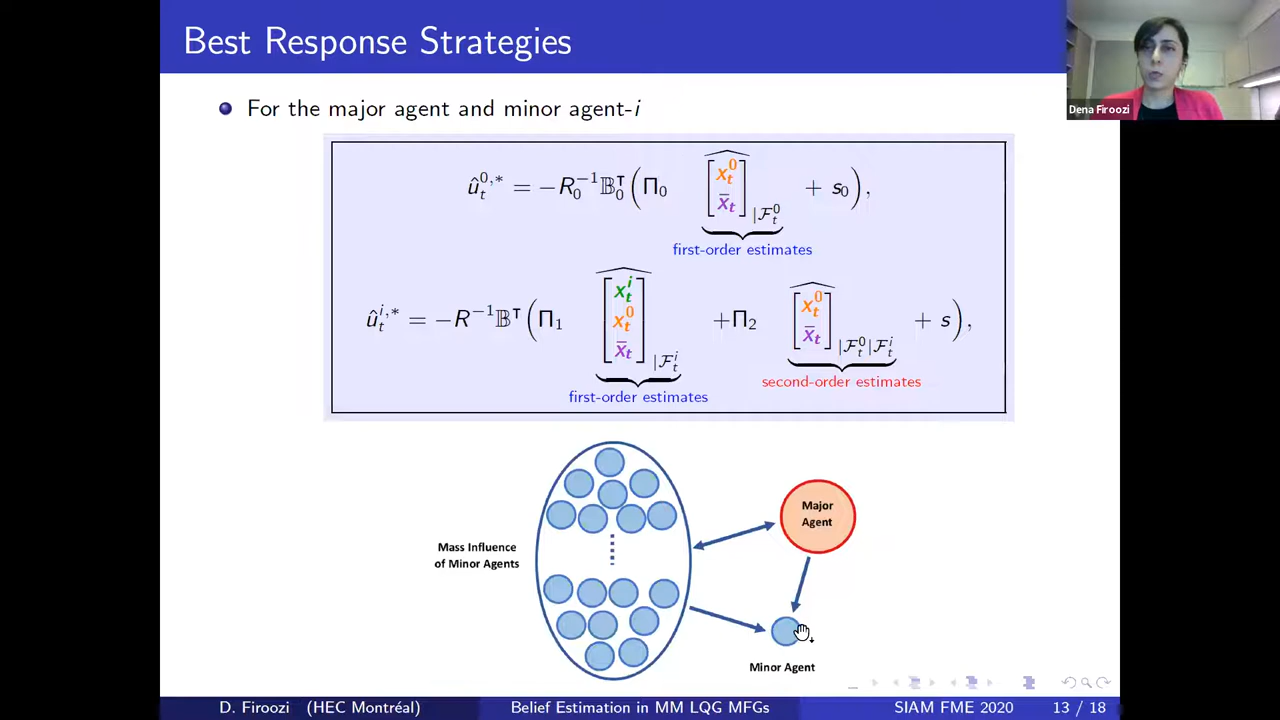 Best Response Strategies
Dena Firoozi
For the major agent and minor agent-i
û_t^{0,*} = −R_0^{-1} 𝔹_0^⊺ ( Π_0 \widehat{[x_t^0 x̄_t]}_{|ℱ_t^0} + s_0 ),
first-order estimates
û_t^{i,*} = −R^{-1} 𝔹^⊺ ( Π_1 \widehat{[x_t^i x_t^0 x̄_t]}_{|ℱ_t^i} + Π_2 \widehat{[x_t^0 x̄_t]}_{|ℱ_t^0|ℱ_t^i} + s ),
second-order estimates
first-order estimates
Major
Agent
Mass Influence
of Minor Agents
Minor Agent
D. Firoozi (HEC Montréal) Belief Estimation in MM LQG MFGs SIAM FME 2020 13 / 18